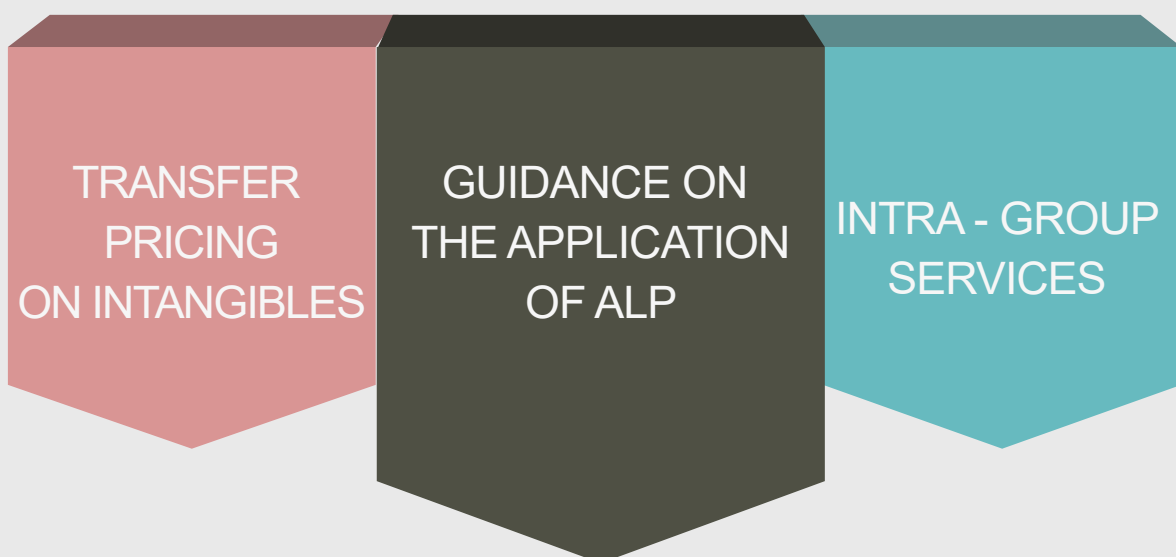 TRANSFER
PRICING
ON INTANGIBLES
GUIDANCE ON
THE APPLICATION
OF ALP
INTRA - GROUP
SERVICES